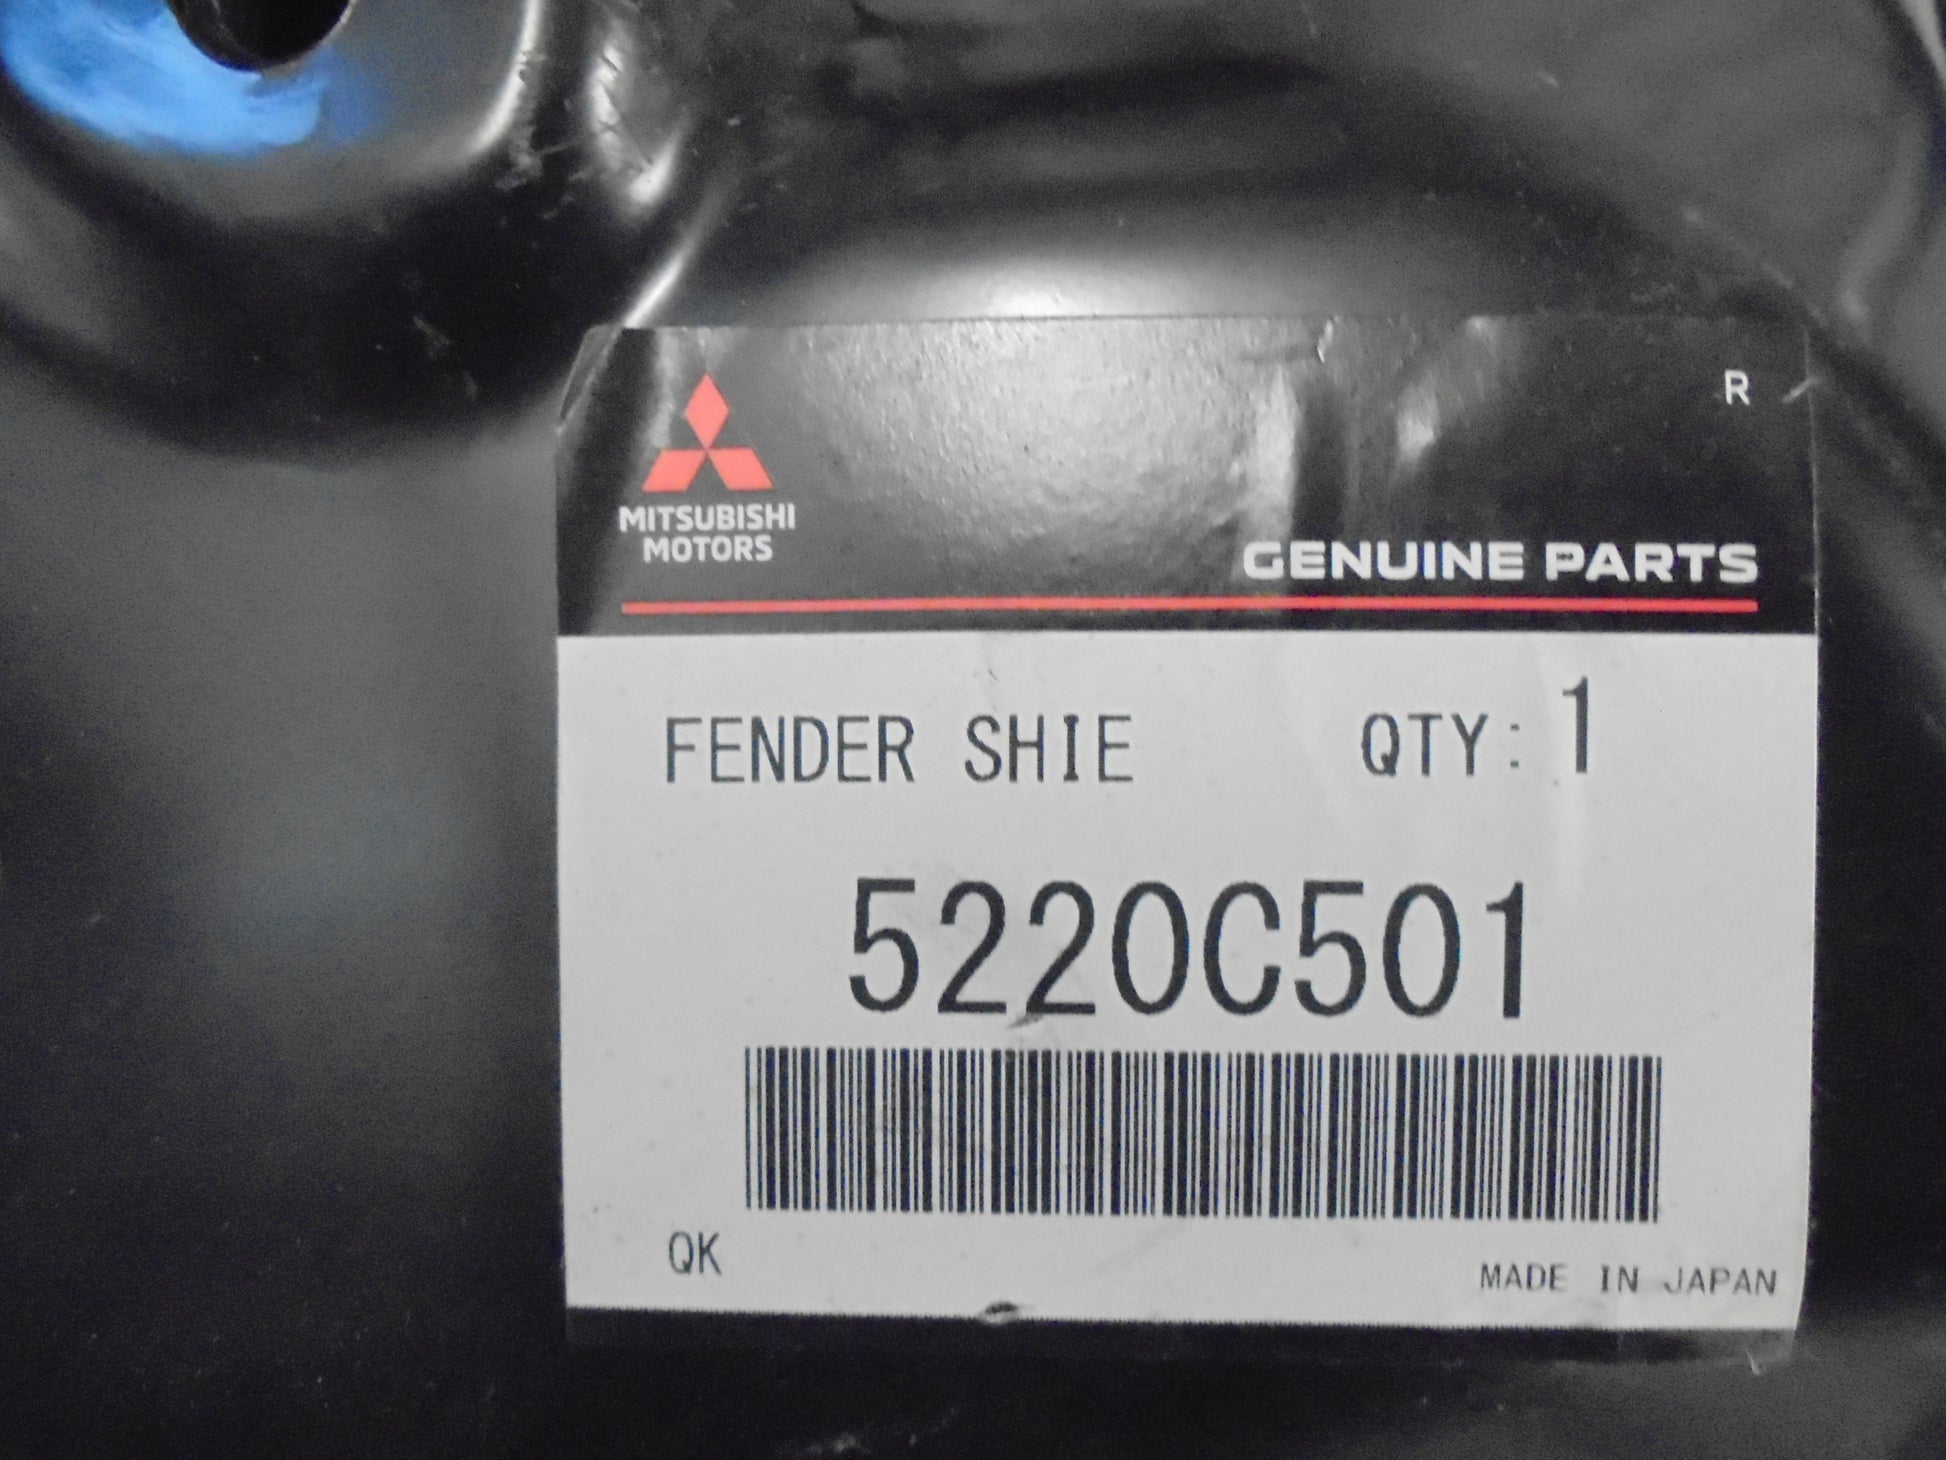 R
MITSUBISHI
MOTORS
GENUINE PARTS
FENDER SHIE QTY: 1
5220C501
QK
MADE IN JAPAN